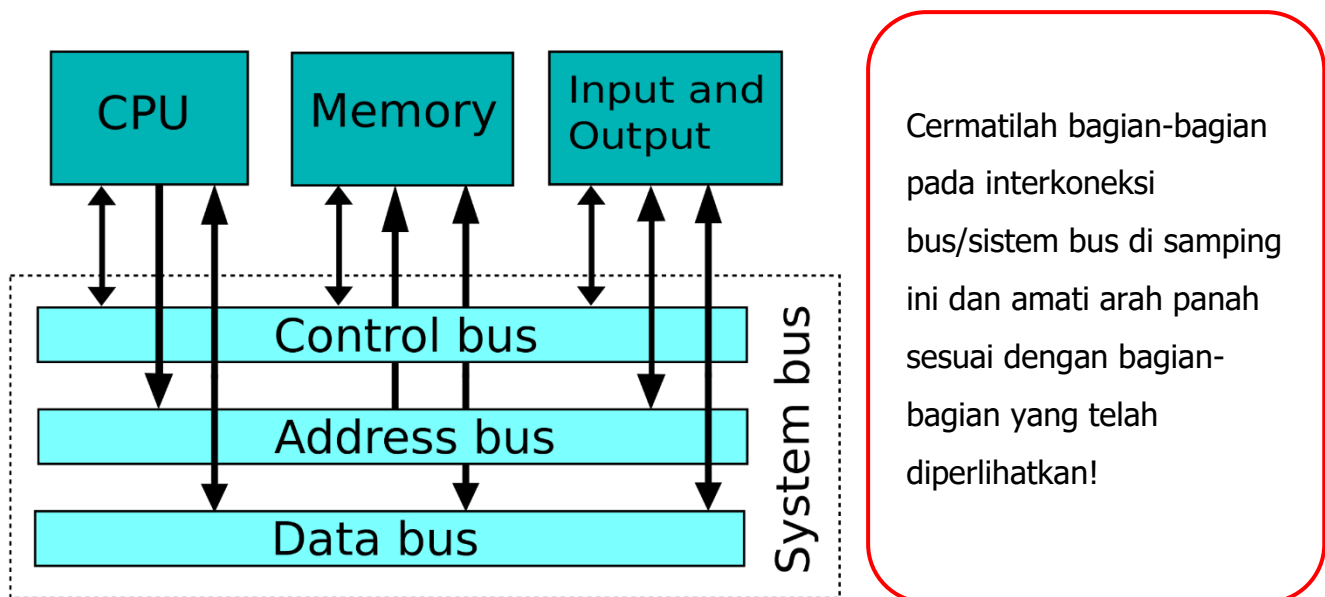 CPU
Memory
Input and
Output
Control bus
Address bus
Data bus
System bus
Cermatilah bagian-bagian
pada interkoneksi
bus/sistem bus di samping
ini dan amati arah panah
sesuai dengan bagian-
bagian yang telah
diperlihatkan!